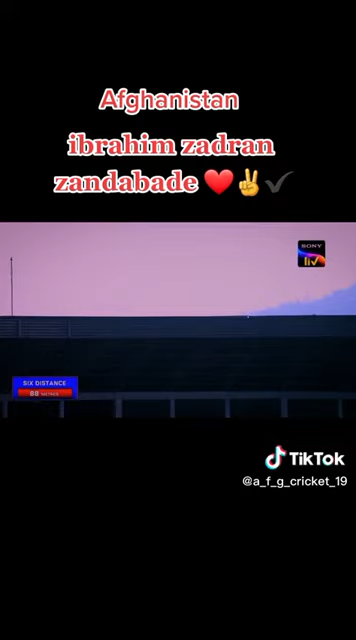 Afghanistan
ibrahim zadran
zandabade ❤️✌️✔️
SONY
liv
SIX DISTANCE
88 METRES
TikTok
@a_f_g_cricket_19